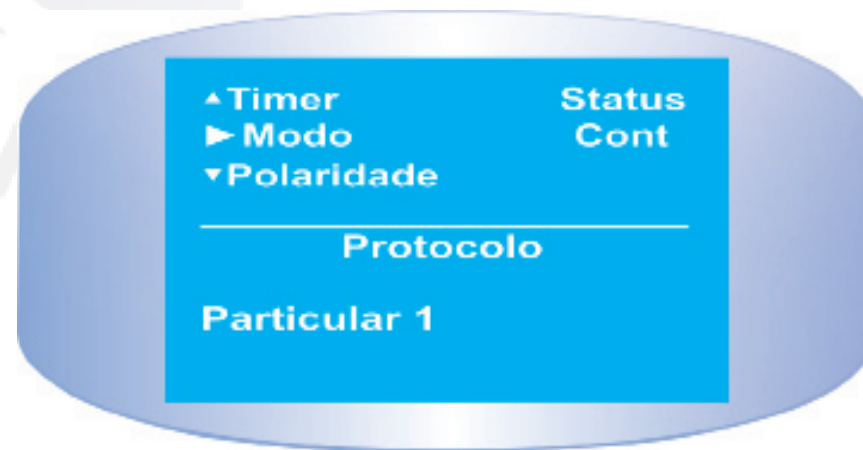 ▲Timer Status
►Modo Cont
▼Polaridade
Protocolo
Particular 1